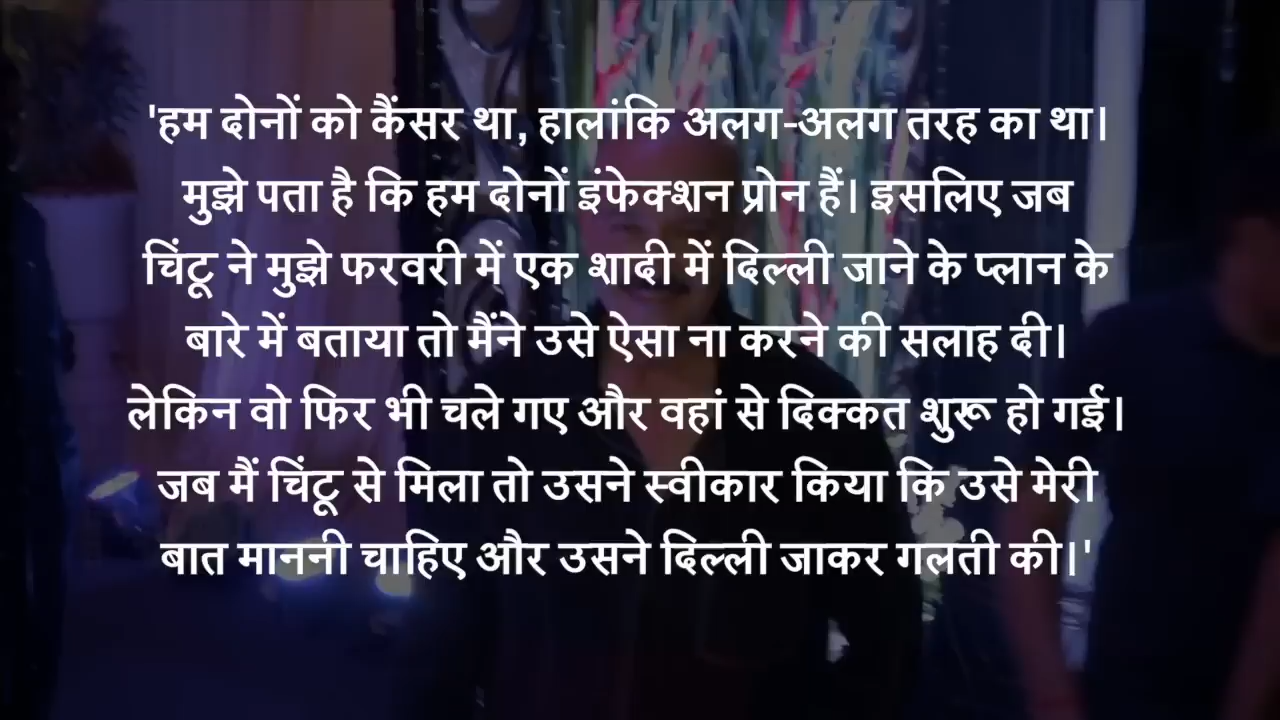 'हम दोनों को कैंसर था, हालांकि अलग-अलग तरह का था।
मुझे पता है कि हम दोनों इंफेक्शन प्रोन हैं। इसलिए जब
चिंटू ने मुझे फरवरी में एक शादी में दिल्ली जाने के प्लान के
बारे में बताया तो मैंने उसे ऐसा ना करने की सलाह दी।
लेकिन वो फिर भी चले गए और वहां से दिक्कत शुरू हो गई।
जब मैं चिंटू से मिला तो उसने स्वीकार किया कि उसे मेरी
बात माननी चाहिए और उसने दिल्ली जाकर गलती की।'